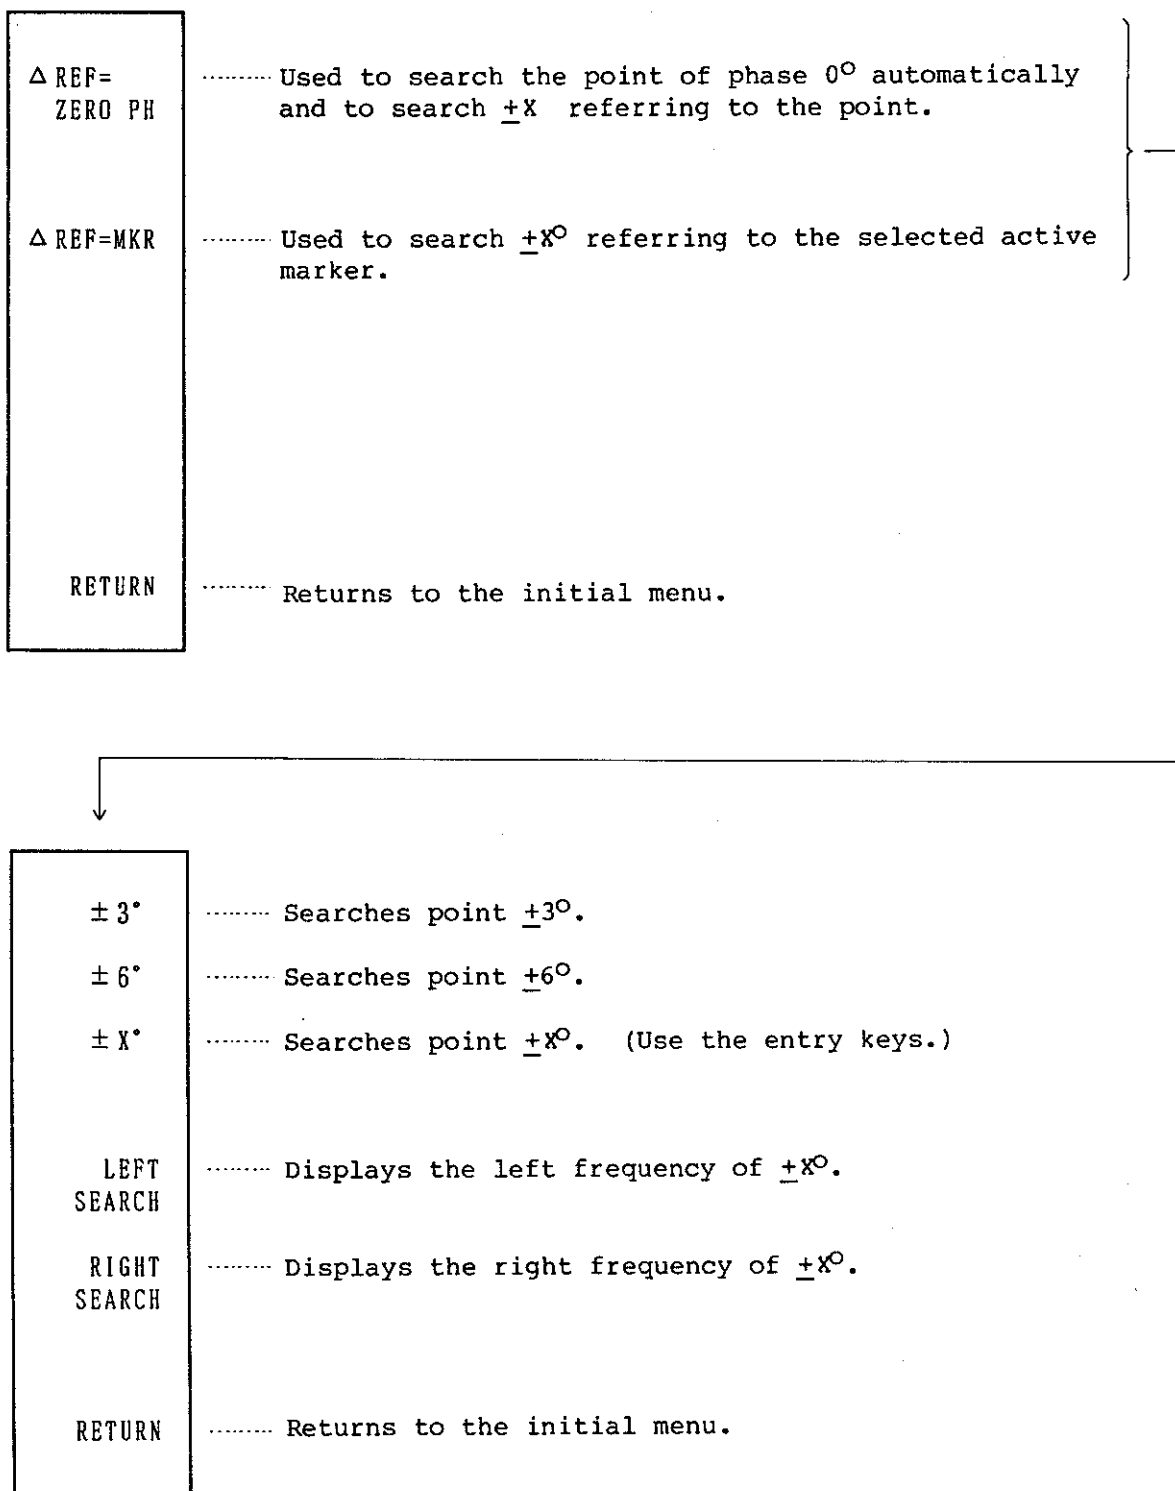 Δ REF= ········· Used to search the point of phase 0° automatically
ZERO PH and to search ±X referring to the point.
Δ REF=MKR ········· Used to search ±X° referring to the selected active
marker.
RETURN ········· Returns to the initial menu.
±3° ········· Searches point ±3°.
±6° ········· Searches point ±6°.
±X° ········· Searches point ±X°. (Use the entry keys.)
LEFT ········· Displays the left frequency of ±X°.
SEARCH
RIGHT ········· Displays the right frequency of ±X°.
SEARCH
RETURN ········· Returns to the initial menu.